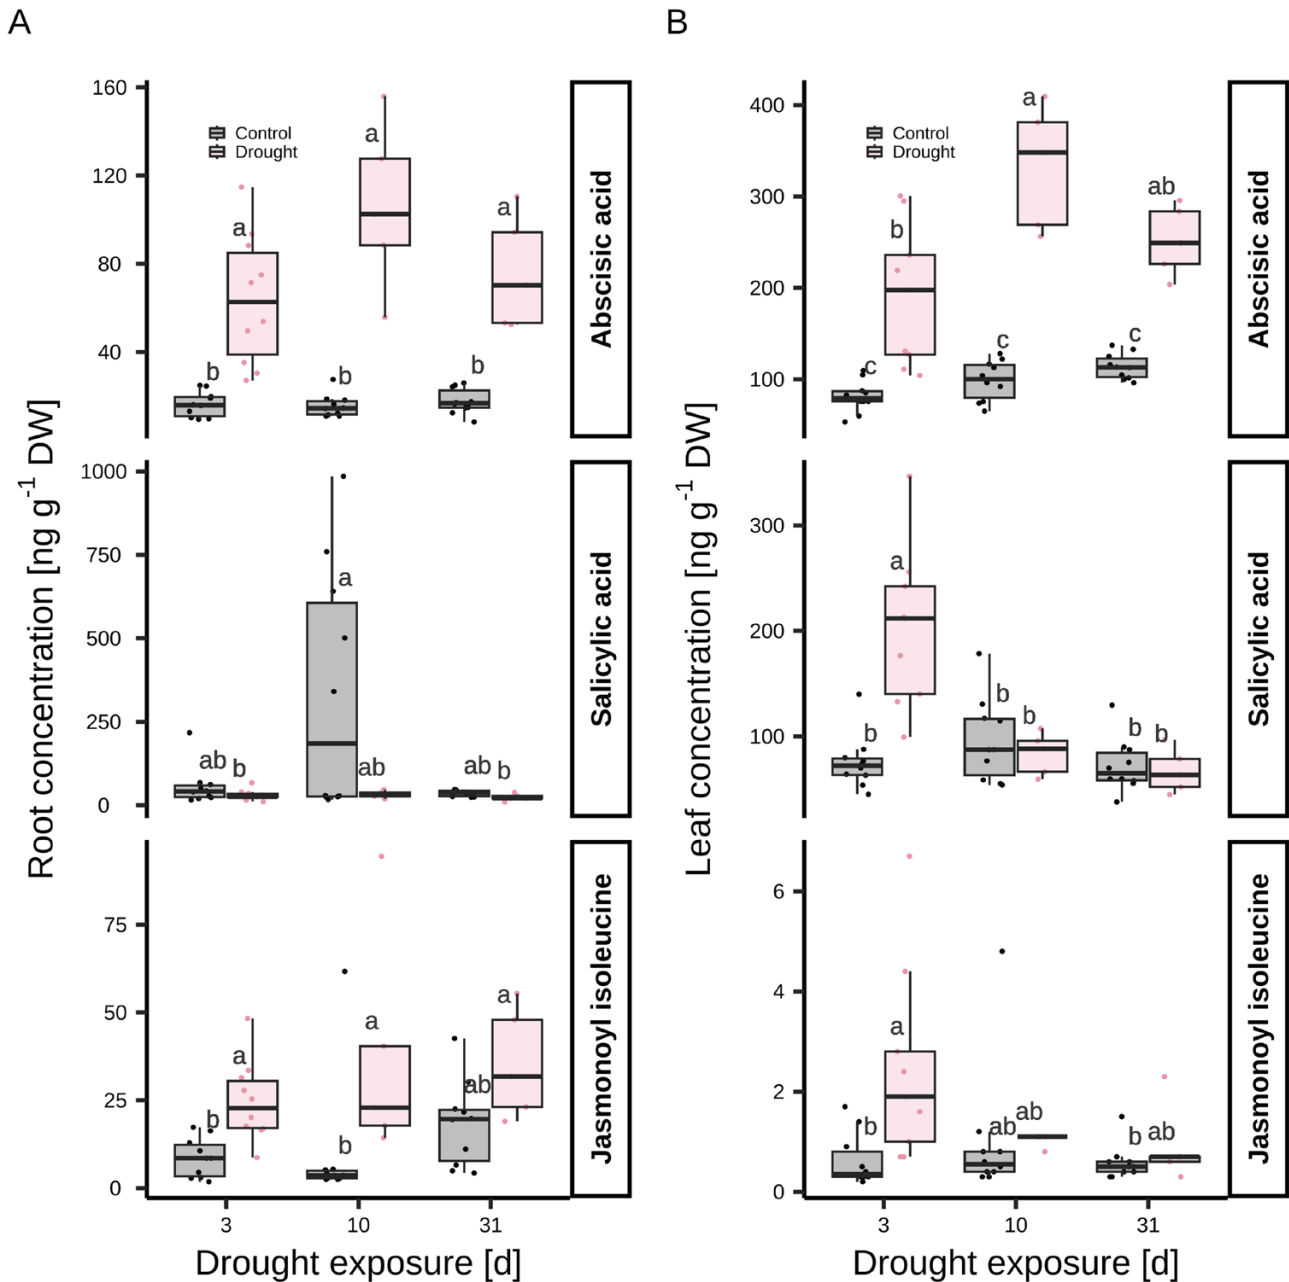 A
Root concentration [ng g-1 DW]
160
120
80
40
Control
Drought
a
a
a
b
b
b
Abscisic acid
1000
750
500
250
0
a
ab
b
ab
ab
b
Salicylic acid
75
50
25
0
a
a
a
b
b
ab
Jasmonoyl isoleucine
3
10
31
Drought exposure [d]
B
Leaf concentration [ng g-1 DW]
400
300
200
100
Control
Drought
a
ab
b
c
c
c
Abscisic acid
300
200
100
a
b
b
b
b
b
Salicylic acid
6
4
2
0
a
b
ab
ab
b
ab
Jasmonoyl isoleucine
3
10
31
Drought exposure [d]